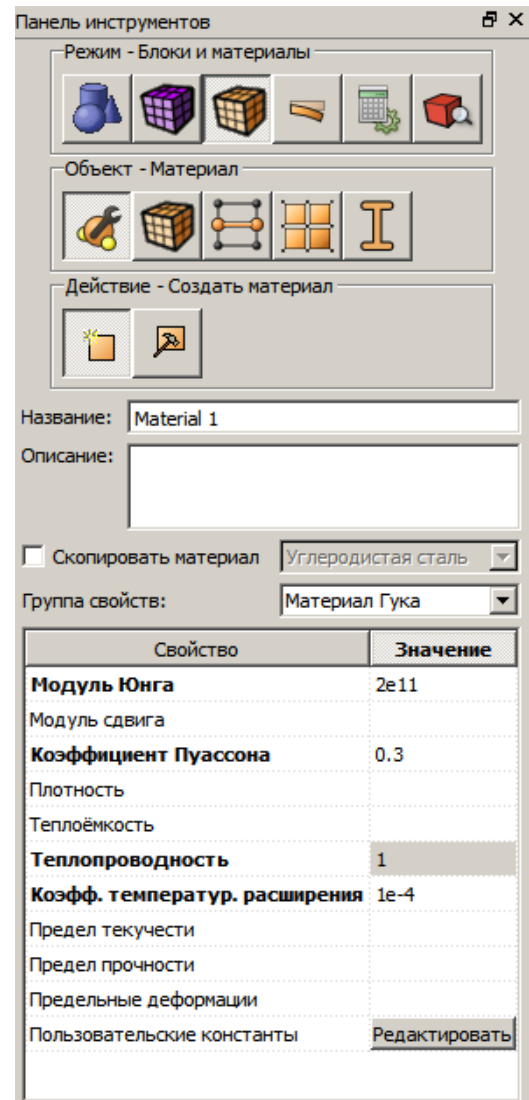 Панель инструментов
Режим - Блоки и материалы
Объект - Материал
Действие - Создать материал
Название: Material 1
Описание:
Скопировать материал Углеродистая сталь
Группа свойств: Материал Гука
Свойство Значение
Модуль Юнга 2e11
Модуль сдвига
Коэффициент Пуассона 0.3
Плотность
Теплоёмкость
Теплопроводность 1
Коэфф. температур. расширения 1e-4
Предел текучести
Предел прочности
Предельные деформации
Пользовательские константы Редактировать